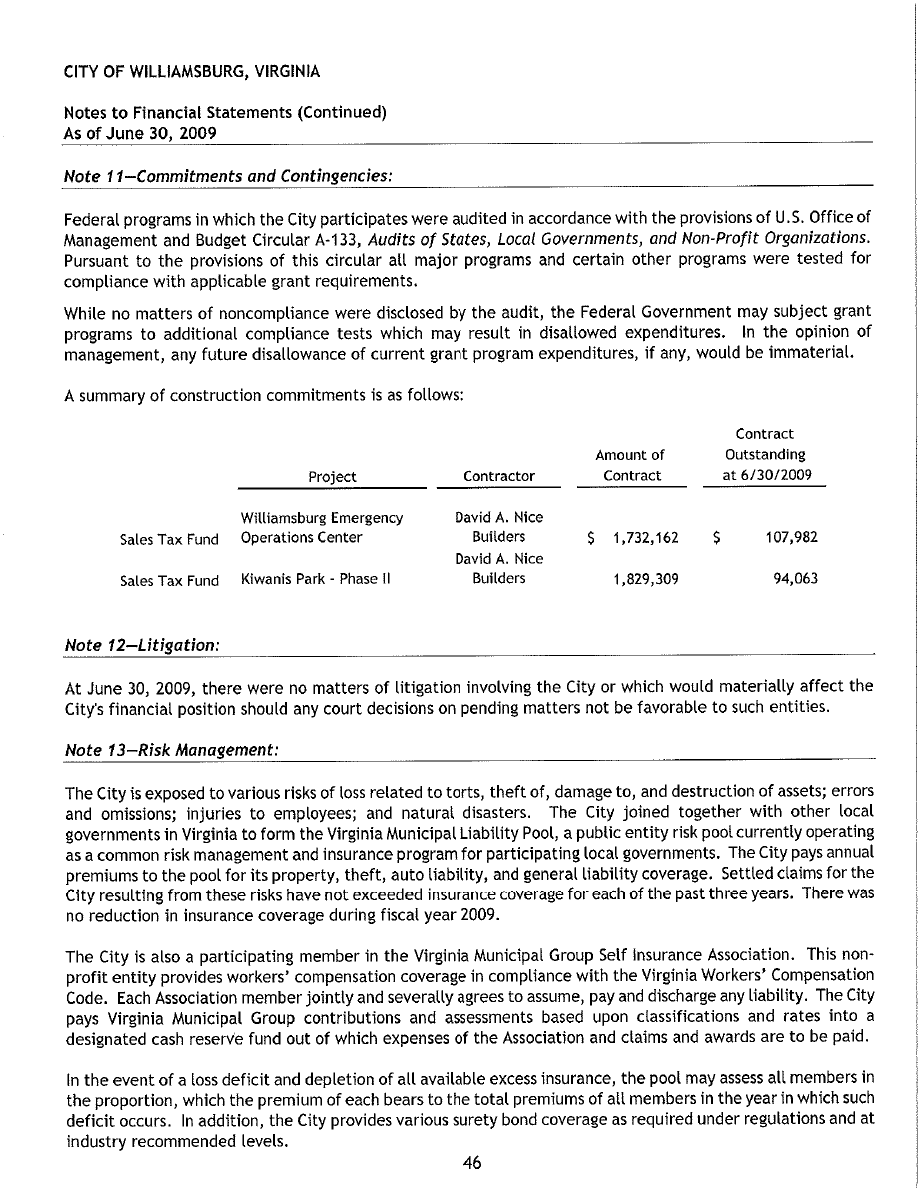 CITY OF WILLIAMSBURG, VIRGINIA
Notes to Financial Statements (Continued)
As of June 30, 2009
Note 11—Commitments and Contingencies:
Federal programs in which the City participates were audited in accordance with the provisions of U.S. Office of
Management and Budget Circular A-133, Audits of States, Local Governments, and Non-Profit Organizations.
Pursuant to the provisions of this circular all major programs and certain other programs were tested for
compliance with applicable grant requirements.
While no matters of noncompliance were disclosed by the audit, the Federal Government may subject grant
programs to additional compliance tests which may result in disallowed expenditures. In the opinion of
management, any future disallowance of current grant program expenditures, if any, would be immaterial.
A summary of construction commitments is as follows:
Contract
Amount of Outstanding
Project Contractor Contract at 6/30/2009
Williamsburg Emergency David A. Nice
Sales Tax Fund Operations Center Builders $ 1,732,162 $ 107,982
David A. Nice
Sales Tax Fund Kiwanis Park - Phase II Builders 1,829,309 94,063
Note 12—Litigation:
At June 30, 2009, there were no matters of litigation involving the City or which would materially affect the
City's financial position should any court decisions on pending matters not be favorable to such entities.
Note 13—Risk Management:
The City is exposed to various risks of loss related to torts, theft of, damage to, and destruction of assets; errors
and omissions; injuries to employees; and natural disasters. The City joined together with other local
governments in Virginia to form the Virginia Municipal Liability Pool, a public entity risk pool currently operating
as a common risk management and insurance program for participating local governments. The City pays annual
premiums to the pool for its property, theft, auto liability, and general liability coverage. Settled claims for the
City resulting from these risks have not exceeded insurance coverage for each of the past three years. There was
no reduction in insurance coverage during fiscal year 2009.
The City is also a participating member in the Virginia Municipal Group Self Insurance Association. This non-
profit entity provides workers' compensation coverage in compliance with the Virginia Workers' Compensation
Code. Each Association member jointly and severally agrees to assume, pay and discharge any liability. The City
pays Virginia Municipal Group contributions and assessments based upon classifications and rates into a
designated cash reserve fund out of which expenses of the Association and claims and awards are to be paid.
In the event of a loss deficit and depletion of all available excess insurance, the pool may assess all members in
the proportion, which the premium of each bears to the total premiums of all members in the year in which such
deficit occurs. In addition, the City provides various surety bond coverage as required under regulations and at
industry recommended levels.
46